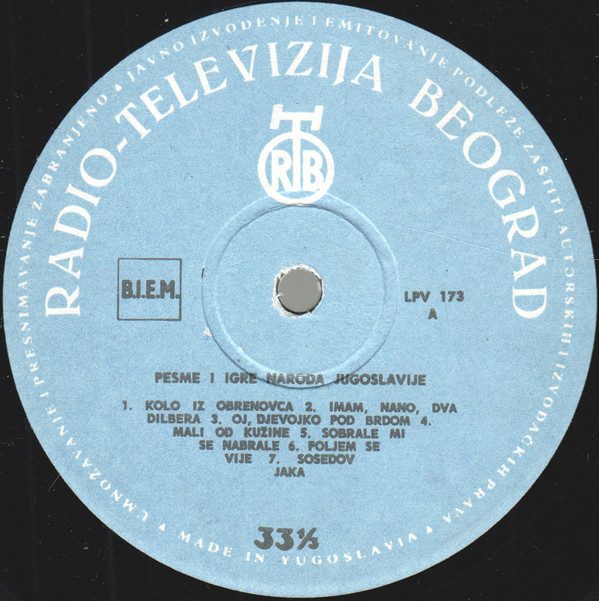 UMNOŽAVANJE I PRESNIMAVANJE ZABRANJENO ▲ JAVNO IZVOĐENJE I EMITOVANJE PODLEŽE ZAŠTITI AUTORSKIH I IZVOĐAČKIH PRAVA ▲
RADIO-TELEVIZIJA BEOGRAD
RTB
B.I.E.M.
LPV 173
A
PESME I IGRE NARODA JUGOSLAVIJE
1. KOLO IZ OBRENOVCA 2. IMAM, NANO, DVA
DILBERA 3. OJ, DJEVOJKO POD BRDOM 4.
MALI OD KUŽINE 5. SOBRALE MI
SE NABRALE 6. POLJEM SE
VIJE 7. SOSEDOV
JAKA
33⅓
MADE IN YUGOSLAVIA